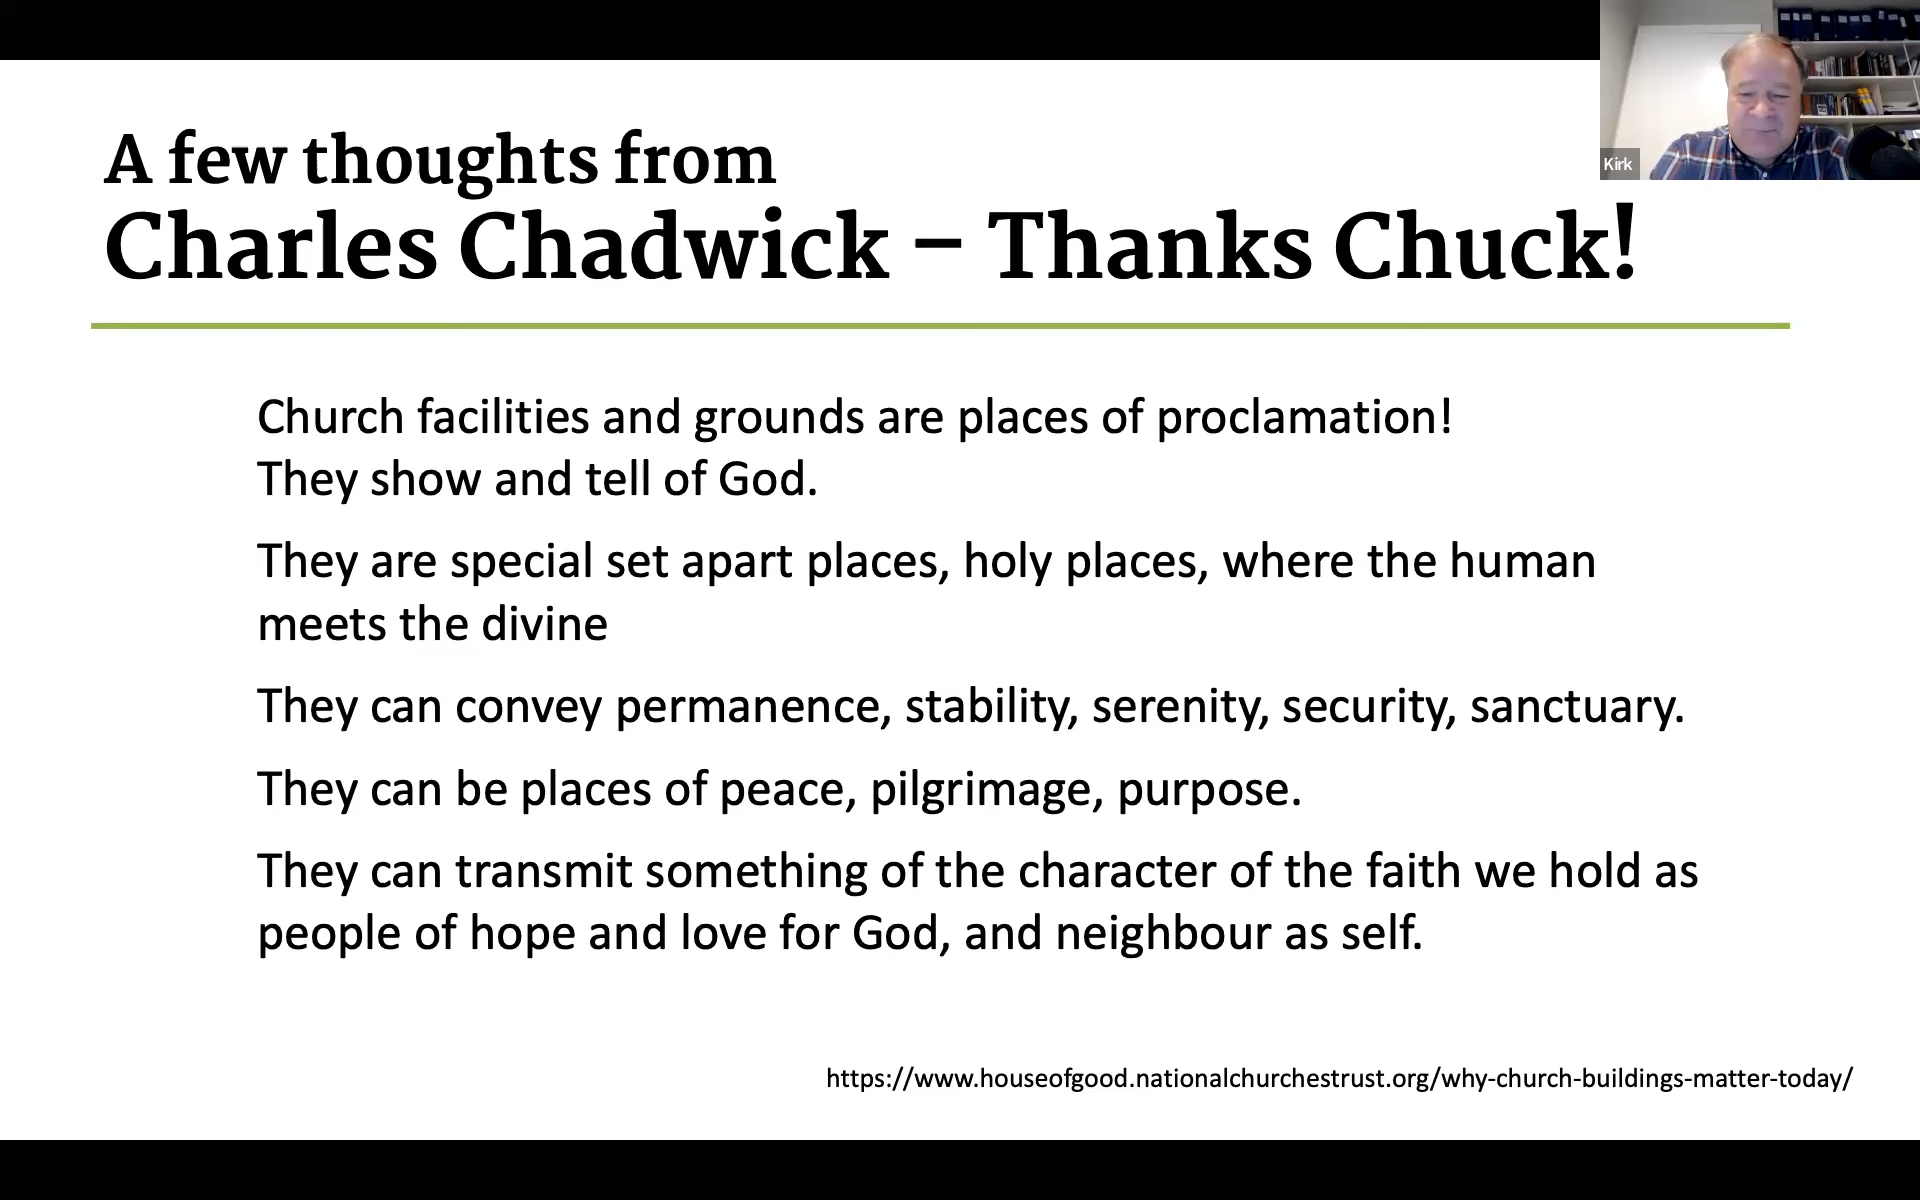 Kirk
A few thoughts from
Charles Chadwick – Thanks Chuck!
Church facilities and grounds are places of proclamation!
They show and tell of God.
They are special set apart places, holy places, where the human
meets the divine
They can convey permanence, stability, serenity, security, sanctuary.
They can be places of peace, pilgrimage, purpose.
They can transmit something of the character of the faith we hold as
people of hope and love for God, and neighbour as self.
https://www.houseofgood.nationalchurchestrust.org/why-church-buildings-matter-today/